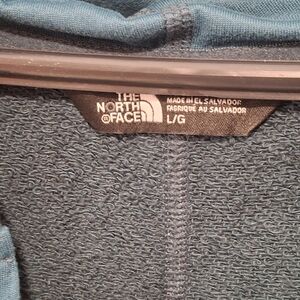 THE
NORTH
FACE
MADE IN EL SALVADOR
FABRIQUÉ AU SALVADOR
L/G